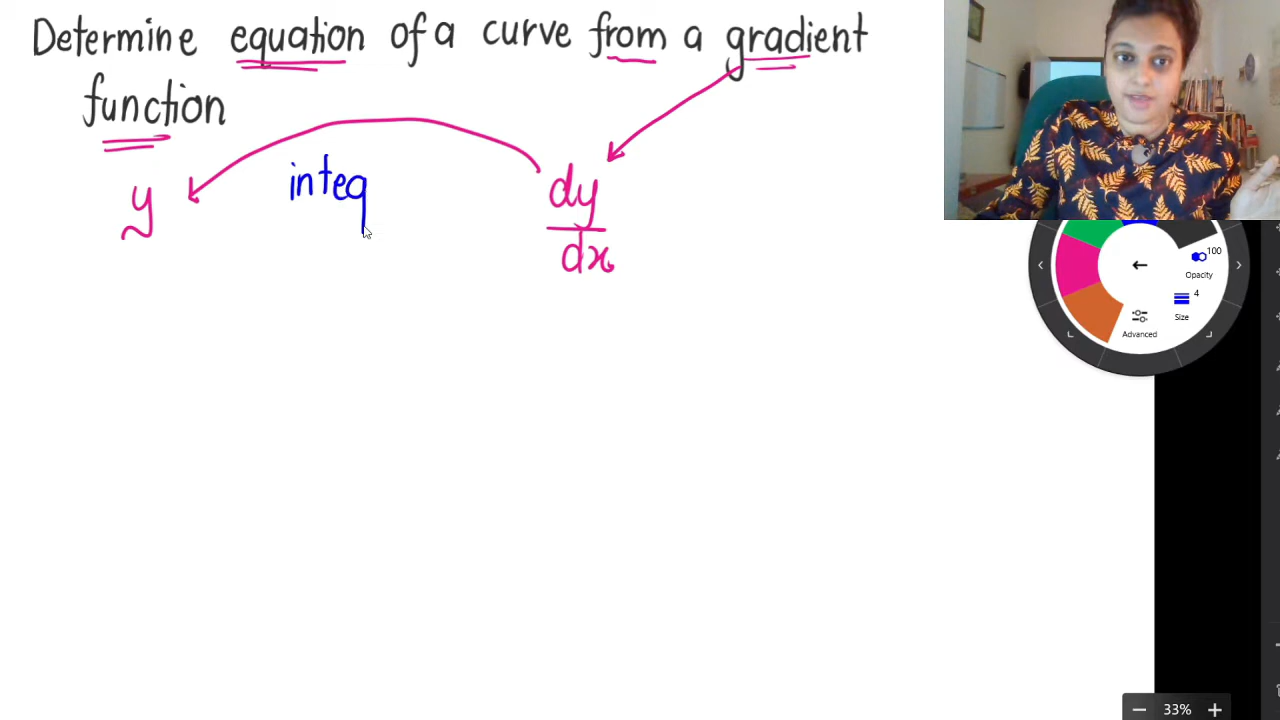 Determine equation of a curve from a gradient
function
y
integ
dy
dx
100
Opacity
4
Size
Advanced
33%